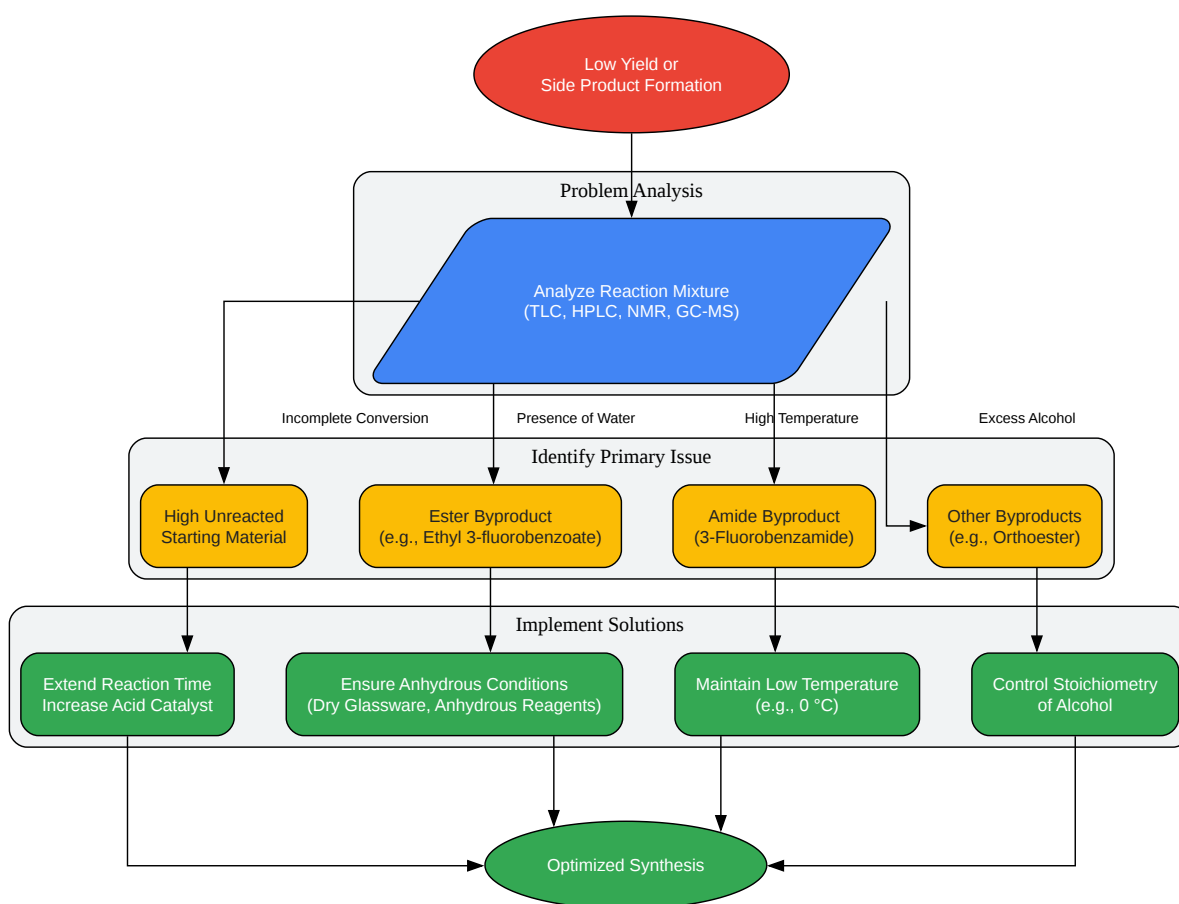 Low Yield or
Side Product Formation
Problem Analysis
Analyze Reaction Mixture
(TLC, HPLC, NMR, GC-MS)
Incomplete Conversion
Presence of Water
High Temperature
Excess Alcohol
Identify Primary Issue
High Unreacted
Starting Material
Ester Byproduct
(e.g., Ethyl 3-fluorobenzoate)
Amide Byproduct
(3-Fluorobenzamide)
Other Byproducts
(e.g., Orthoester)
Implement Solutions
Extend Reaction Time
Increase Acid Catalyst
Ensure Anhydrous Conditions
(Dry Glassware, Anhydrous Reagents)
Maintain Low Temperature
(e.g., 0 °C)
Control Stoichiometry
of Alcohol
Optimized Synthesis